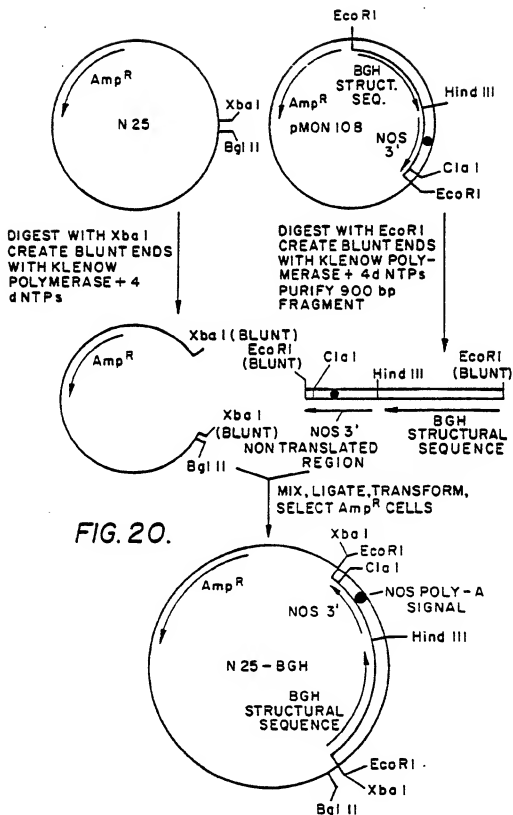 EcoRI
AmpR
N 25
XbaI
BglII
AmpR
pMON 108
BGH
STRUCT.
SEQ.
Hind III
NOS
3'
ClaI
EcoRI
DIGEST WITH XbaI
CREATE BLUNT ENDS
WITH KLENOW
POLYMERASE + 4
dNTPs
DIGEST WITH EcoRI
CREATE BLUNT ENDS
WITH KLENOW POLY-
MERASE + 4dNTPs
PURIFY 900 bp
FRAGMENT
AmpR
XbaI (BLUNT)
XbaI
(BLUNT)
BglII
EcoRI
(BLUNT)
ClaI
Hind III
EcoRI
(BLUNT)
NOS 3'
NON TRANSLATED
REGION
BGH
STRUCTURAL
SEQUENCE
MIX, LIGATE, TRANSFORM,
SELECT AmpR CELLS
FIG. 20.
XbaI
EcoRI
ClaI
NOS POLY-A
SIGNAL
AmpR
NOS 3'
Hind III
N 25-BGH
BGH
STRUCTURAL
SEQUENCE
EcoRI
XbaI
BglII